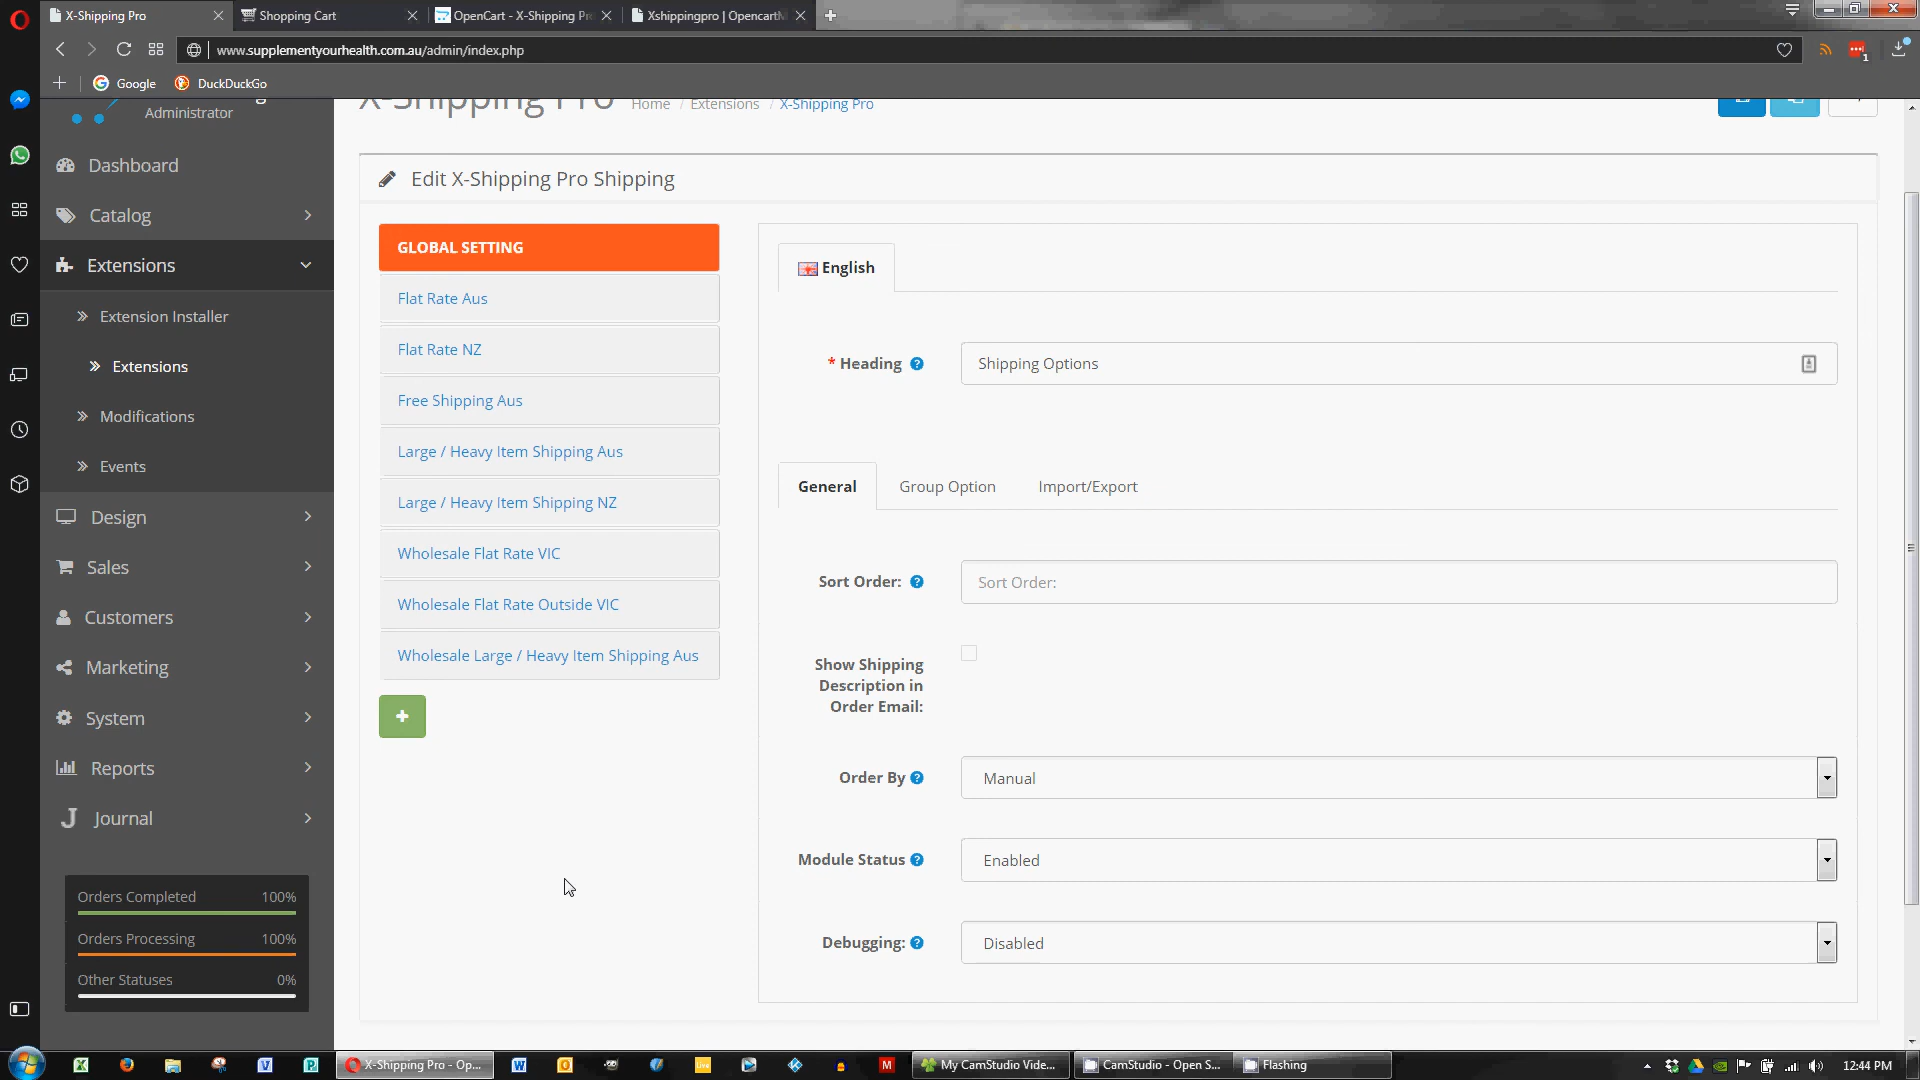 X-Shipping Pro
Shopping Cart
OpenCart - X-Shipping Pr
Xshippingpro | Opencart
www.supplementyourhealth.com.au/admin/index.php
1
Google
DuckDuckGo
Administrator
X-Shipping Pro
Home / Extensions / X-Shipping Pro
Dashboard
Catalog
Extensions
Extension Installer
Extensions
Modifications
Events
Design
Sales
Customers
Marketing
System
Reports
Journal
Orders Completed 100%
Orders Processing 100%
Other Statuses 0%
Edit X-Shipping Pro Shipping
GLOBAL SETTING
Flat Rate Aus
Flat Rate NZ
Free Shipping Aus
Large / Heavy Item Shipping Aus
Large / Heavy Item Shipping NZ
Wholesale Flat Rate VIC
Wholesale Flat Rate Outside VIC
Wholesale Large / Heavy Item Shipping Aus
English
* Heading
Shipping Options
General
Group Option
Import/Export
Sort Order:
Sort Order:
Show Shipping
Description in
Order Email:
Order By
Manual
Module Status
Enabled
Debugging:
Disabled
X-Shipping Pro - Op...
My CamStudio Vide...
CamStudio - Open S...
Flashing
12:44 PM